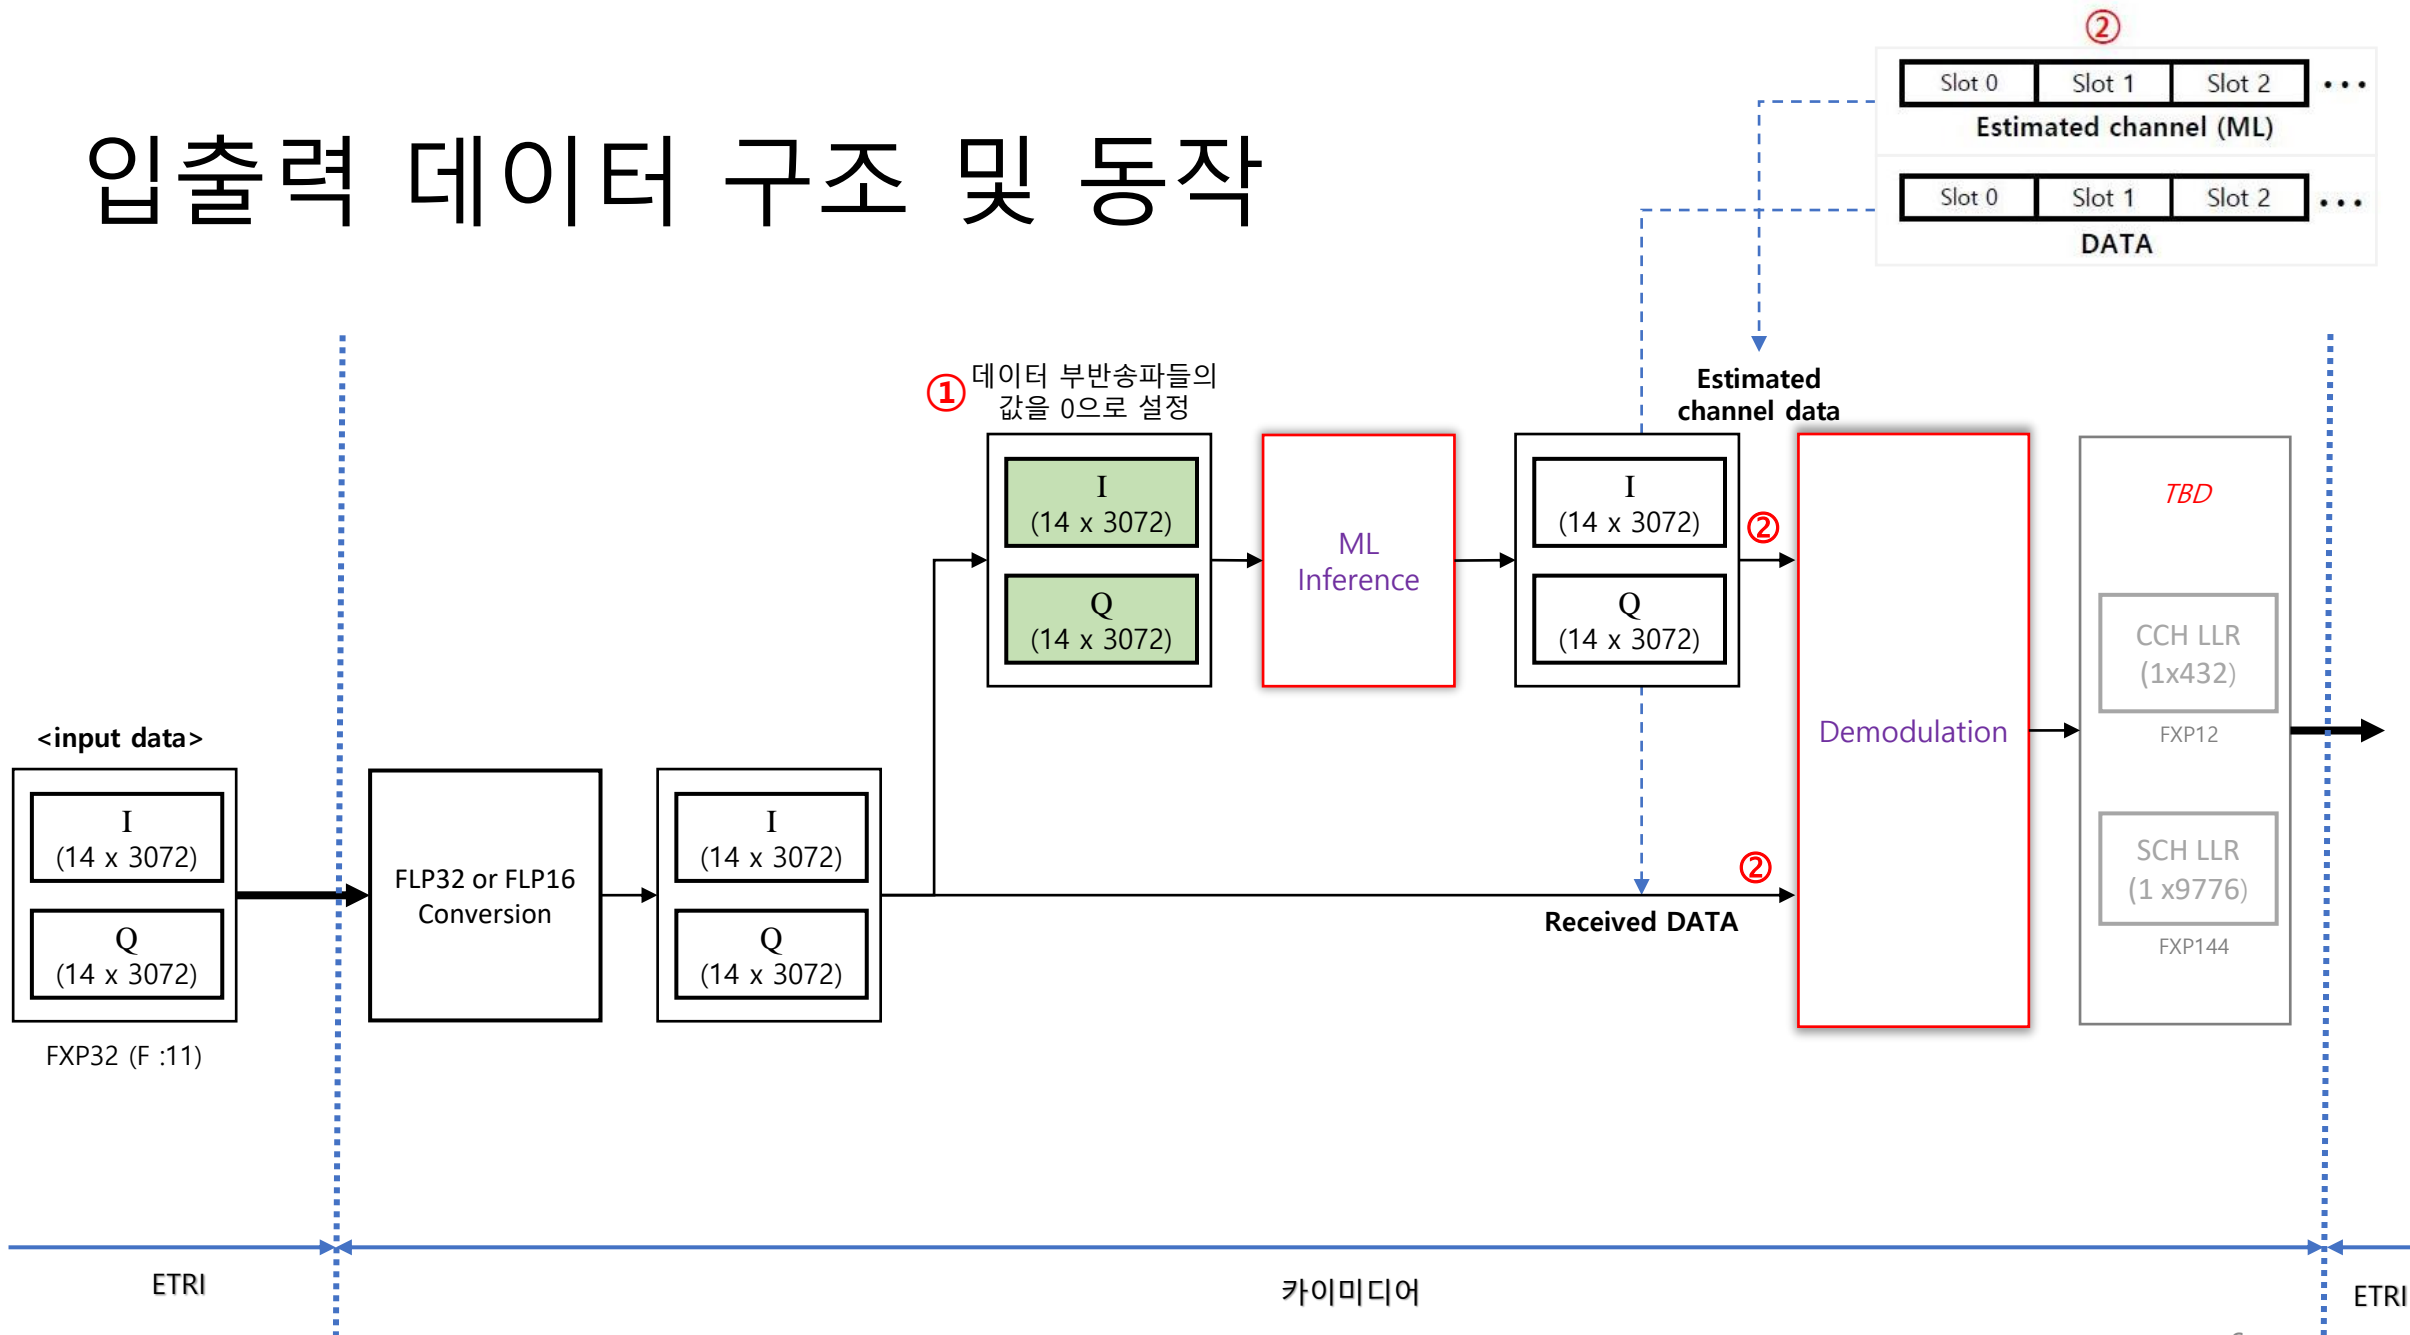 입출력 데이터 구조 및 동작
②
Slot 0 Slot 1 Slot 2 • • •
Estimated channel (ML)
Slot 0 Slot 1 Slot 2 • • •
DATA
① 데이터 부반송파들의
값을 0으로 설정
I
(14 x 3072)
Q
(14 x 3072)
ML
Inference
I
(14 x 3072)
Q
(14 x 3072)
Estimated
channel data
②
Demodulation
TBD
CCH LLR
(1x432)
FXP12
SCH LLR
(1 x9776)
FXP144
<input data>
I
(14 x 3072)
Q
(14 x 3072)
FXP32 (F :11)
FLP32 or FLP16
Conversion
I
(14 x 3072)
Q
(14 x 3072)
②
Received DATA
ETRI
카이미디어
ETRI